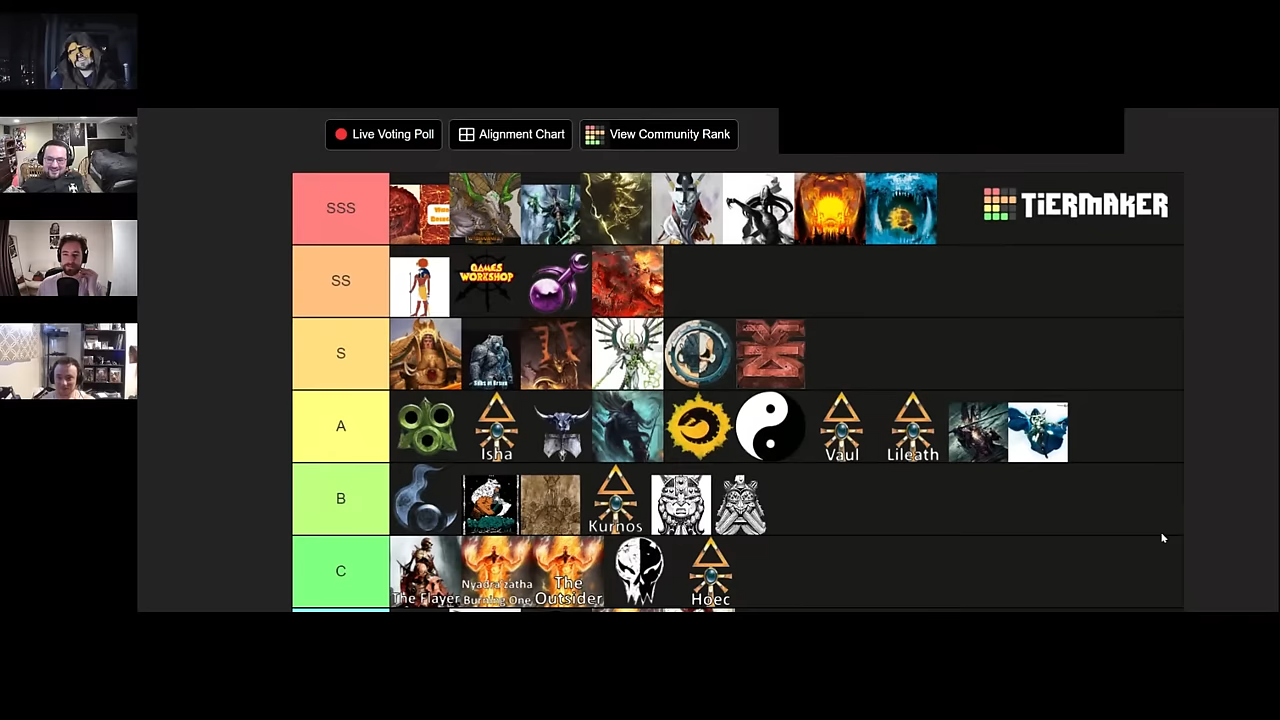 Live Voting Poll
Alignment Chart
View Community Rank
SSS
TIERMAKER
SS
GAMES
WORKSHOP
S
A
Isha
Vaul
Lileath
B
Kurnos
C
The Flayer
Nyadra'zatha
Burning One
The
Outsider
Hoec